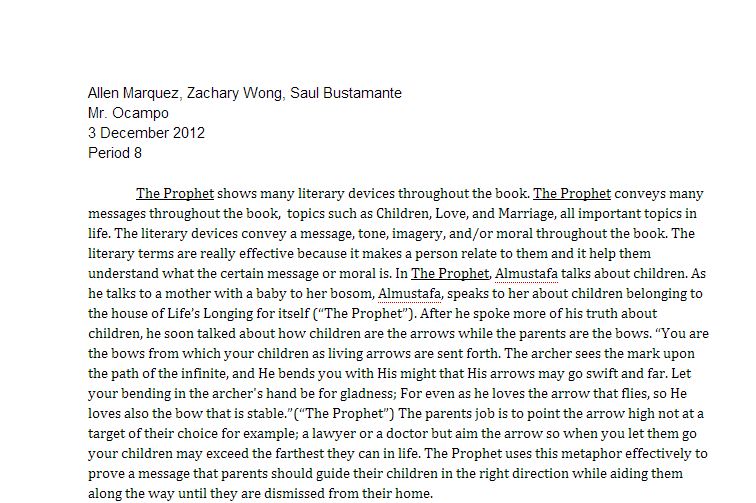 Allen Marquez, Zachary Wong, Saul Bustamante
Mr. Ocampo
3 December 2012
Period 8
The Prophet shows many literary devices throughout the book. The Prophet conveys many
messages throughout the book,  topics such as Children, Love, and Marriage, all important topics in
life. The literary devices convey a message, tone, imagery, and/or moral throughout the book. The
literary terms are really effective because it makes a person relate to them and it help them
understand what the certain message or moral is. In The Prophet, Almustafa talks about children. As
he talks to a mother with a baby to her bosom, Almustafa, speaks to her about children belonging to
the house of Life's Longing for itself (“The Prophet”). After he spoke more of his truth about
children, he soon talked about how children are the arrows while the parents are the bows. “You are
the bows from which your children as living arrows are sent forth. The archer sees the mark upon
the path of the infinite, and He bends you with His might that His arrows may go swift and far. Let
your bending in the archer's hand be for gladness; For even as he loves the arrow that flies, so He
loves also the bow that is stable.”(“The Prophet”) The parents job is to point the arrow high not at a
target of their choice for example; a lawyer or a doctor but aim the arrow so when you let them go
your children may exceed the farthest they can in life. The Prophet uses this metaphor effectively to
prove a message that parents should guide their children in the right direction while aiding them
along the way until they are dismissed from their home.